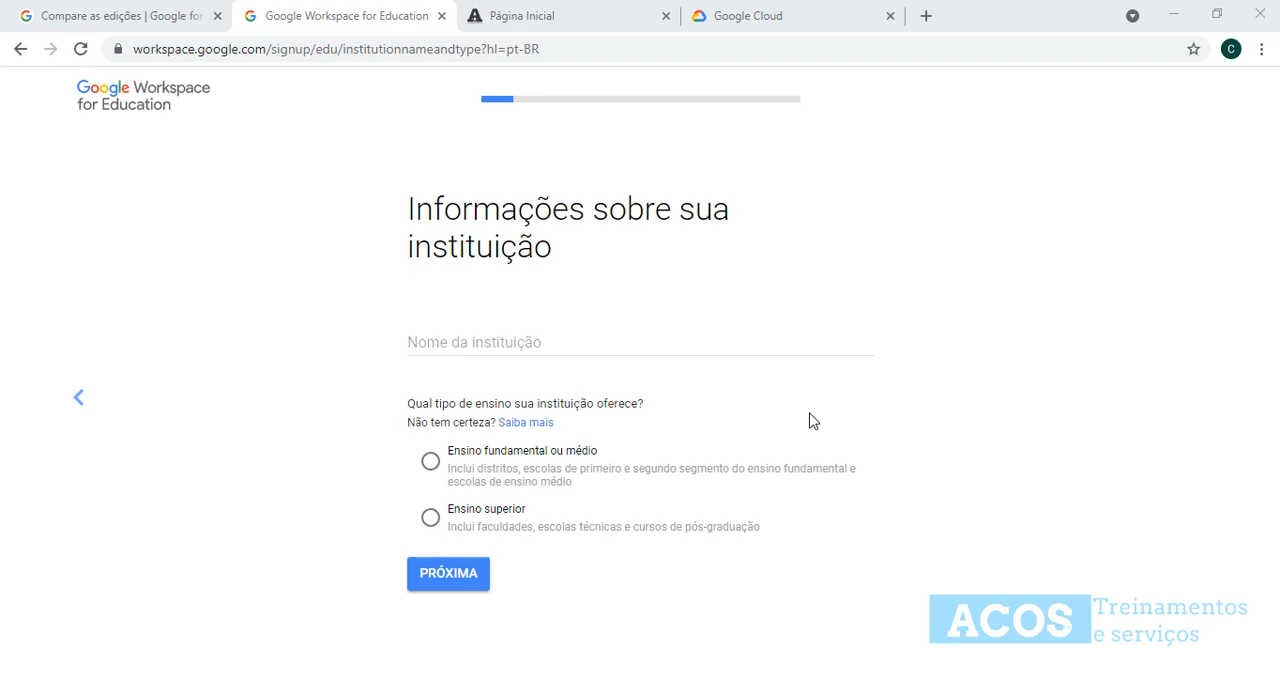 Compare as edições | Google for
Google Workspace for Education
Página Inicial
Google Cloud
workspace.google.com/signup/edu/institutionnameandtype?hl=pt-BR
C
Google Workspace
for Education
Informações sobre sua
instituição
Nome da instituição
Qual tipo de ensino sua instituição oferece?
Não tem certeza? Saiba mais
Ensino fundamental ou médio
Inclui distritos, escolas de primeiro e segundo segmento do ensino fundamental e
escolas de ensino médio
Ensino superior
Inclui faculdades, escolas técnicas e cursos de pós-graduação
PRÓXIMA
ACOS Treinamentos
e serviços